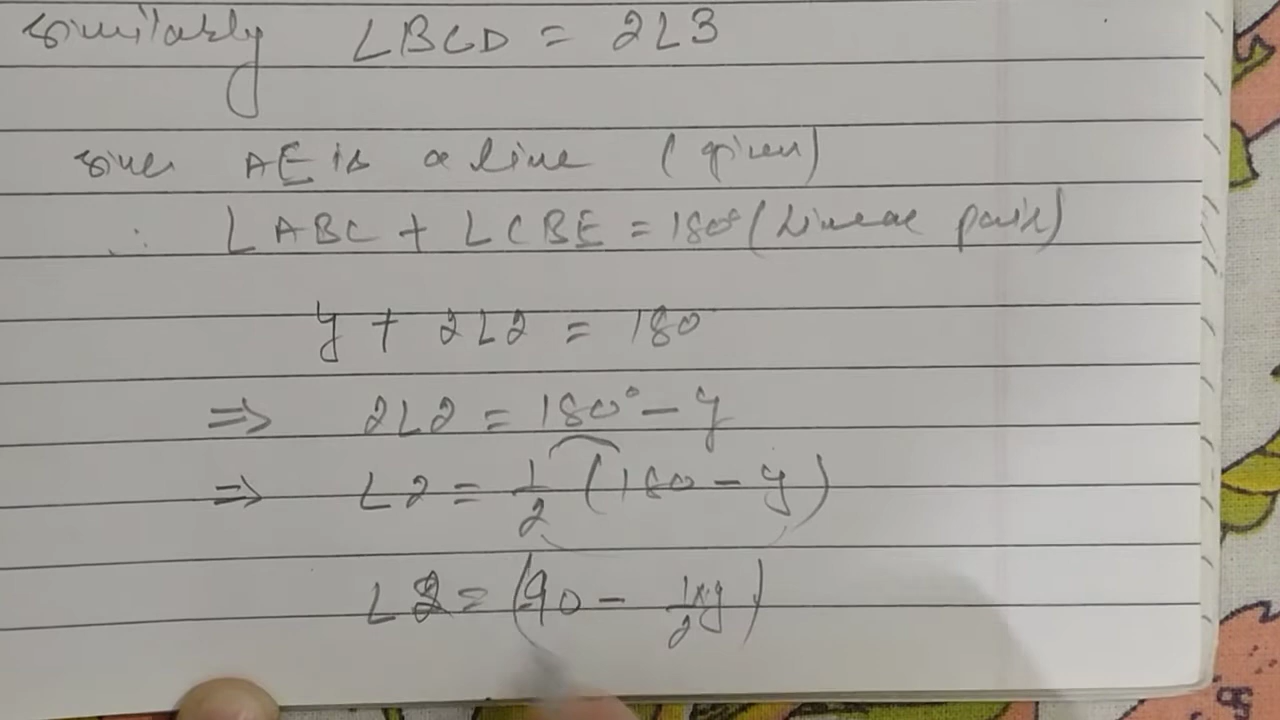 similarly ∠BCD = 2∠3
since AE is a line (given)
∴ ∠ABC + ∠CBE = 180° (Linear pair)
y + 2∠2 = 180
⇒ 2∠2 = 180° - y
⇒ ∠2 = 1/2 (180 - y)
∠2 = (90 - 1/2 × y)